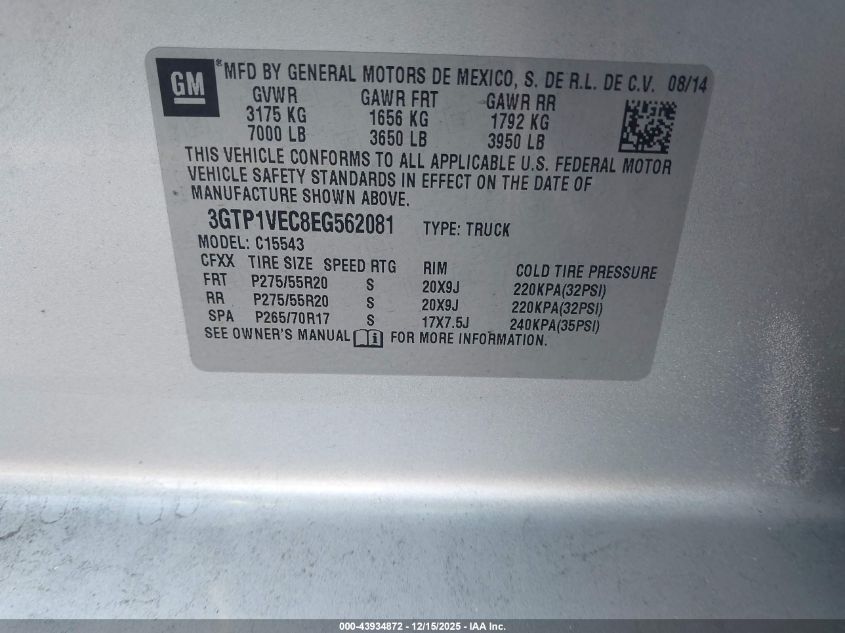 GM
® MFD BY GENERAL MOTORS DE MEXICO, S. DE R.L. DE C.V. 08/14
GVWR GAWR FRT GAWR RR
3175 KG 1656 KG 1792 KG
7000 LB 3650 LB 3950 LB
THIS VEHICLE CONFORMS TO ALL APPLICABLE U.S. FEDERAL MOTOR
VEHICLE SAFETY STANDARDS IN EFFECT ON THE DATE OF
MANUFACTURE SHOWN ABOVE.
3GTP1VEC8EG562081 TYPE: TRUCK
MODEL: C15543
CFXX TIRE SIZE SPEED RTG RIM COLD TIRE PRESSURE
FRT P275/55R20 S 20X9J 220KPA(32PSI)
RR P275/55R20 S 20X9J 220KPA(32PSI)
SPA P265/70R17 S 17X7.5J 240KPA(35PSI)
SEE OWNER'S MANUAL FOR MORE INFORMATION.
000-43934872 - 12/15/2025 - IAA Inc.